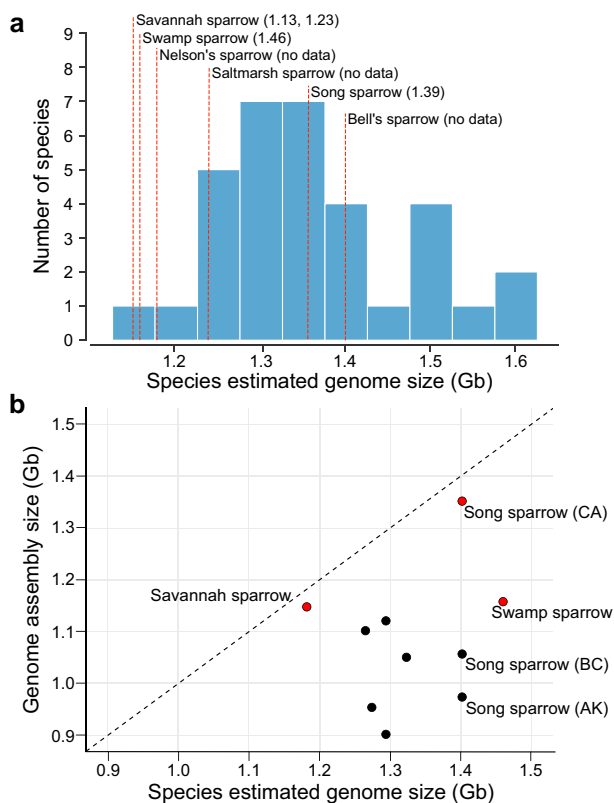 a
Savannah sparrow (1.13, 1.23)
Swamp sparrow (1.46)
Nelson's sparrow (no data)
Saltmarsh sparrow (no data)
Song sparrow (1.39)
Bell's sparrow (no data)
Number of species
9
8
7
6
5
4
3
2
1
0
1.2 1.3 1.4 1.5 1.6
Species estimated genome size (Gb)
b
Genome assembly size (Gb)
1.5
1.4
1.3
1.2
1.1
1.0
0.9
Song sparrow (CA)
Savannah sparrow
Swamp sparrow
Song sparrow (BC)
Song sparrow (AK)
0.9 1.0 1.1 1.2 1.3 1.4 1.5
Species estimated genome size (Gb)